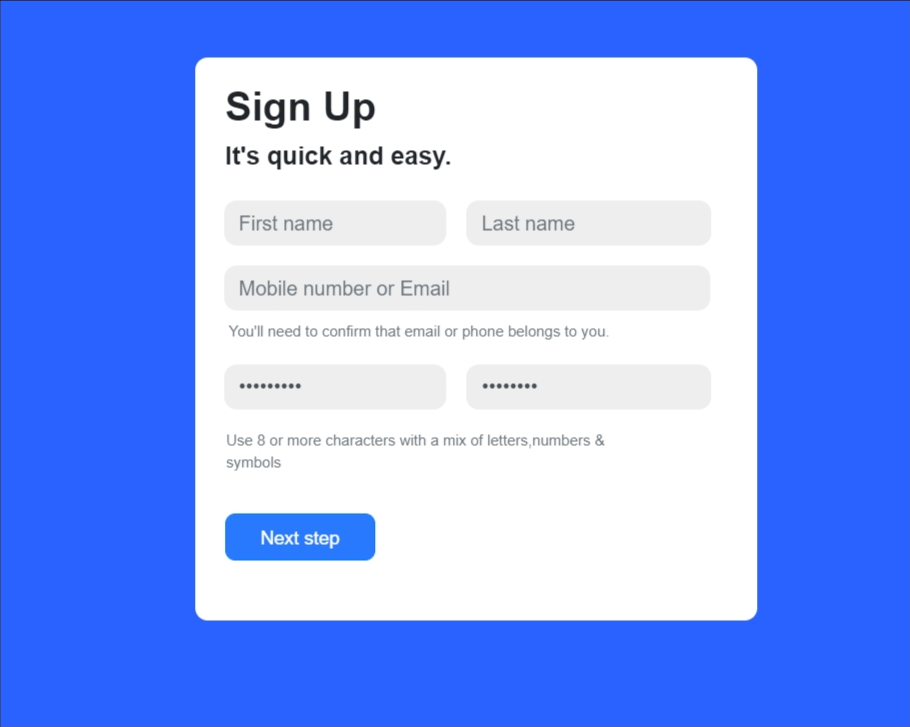 Sign Up
It's quick and easy.
First name
Last name
Mobile number or Email
You'll need to confirm that email or phone belongs to you.
•••••••••
••••••••
Use 8 or more characters with a mix of letters,numbers &
symbols
Next step